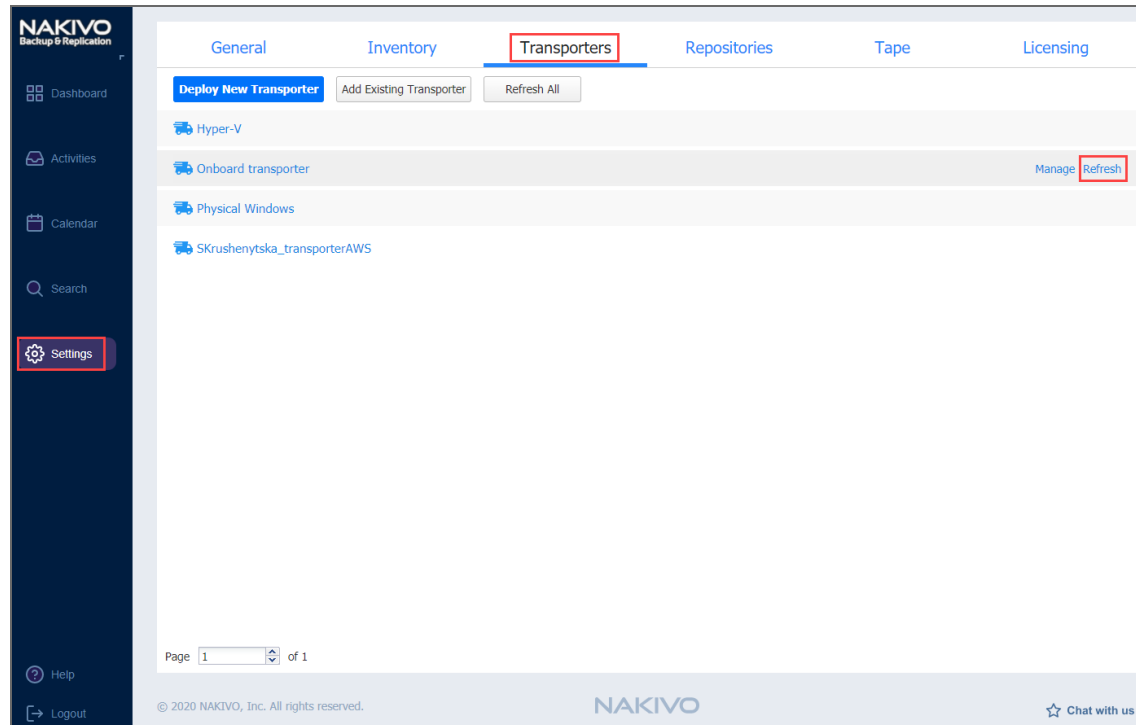 NAKIVO
Backup & Replication
General Inventory Transporters Repositories Tape Licensing
Dashboard
Deploy New Transporter Add Existing Transporter Refresh All
Hyper-V
Activities
Onboard transporter Manage Refresh
Physical Windows
Calendar
SKrushenytska_transporterAWS
Search
Settings
Page 1 of 1
Help
© 2020 NAKIVO, Inc. All rights reserved. NAKIVO Chat with us
Logout